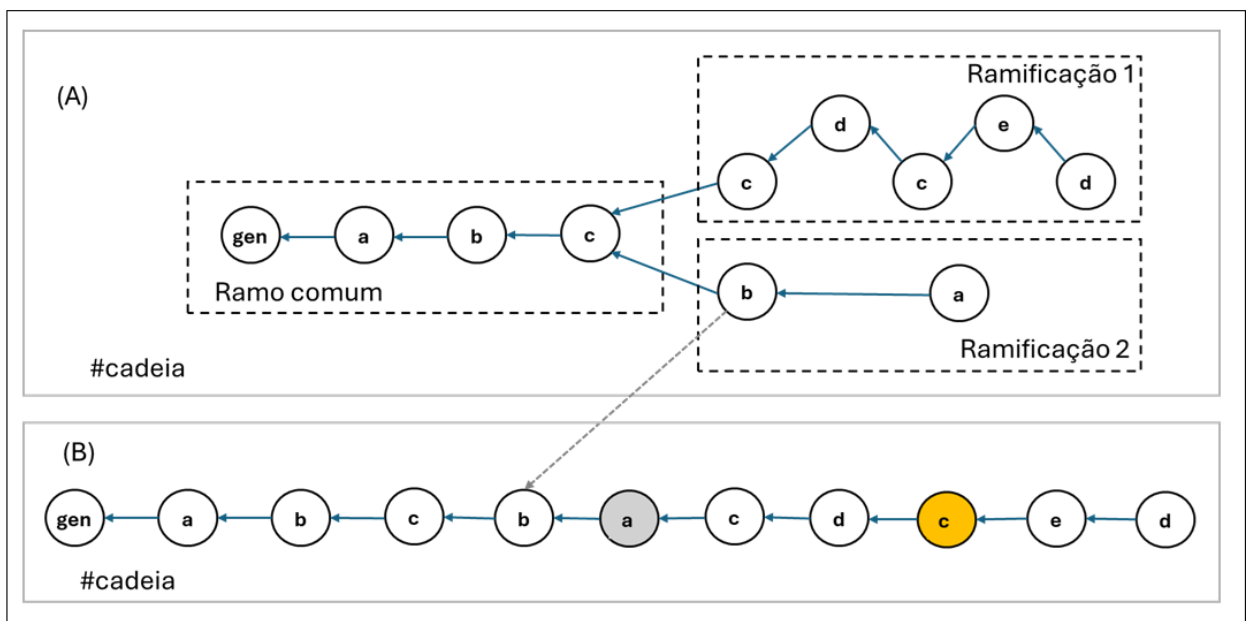 (A)
Ramificação 1
d
e
c
c
d
gen
a
b
c
Ramo comum
b
a
Ramificação 2
#cadeia
(B)
gen
a
b
c
b
a
c
d
c
e
d
#cadeia